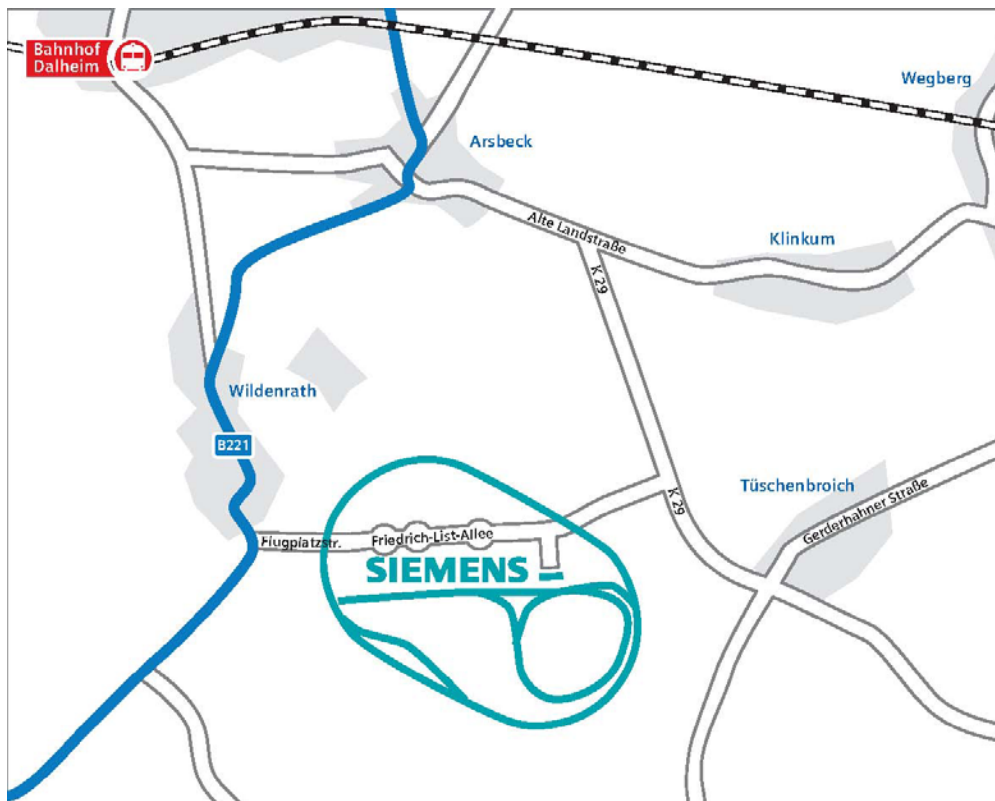 Bahnhof
Dalheim
Wegberg
Arsbeck
Alte Landstraße
Klinkum
K 29
Wildenrath
B221
Tüschenbroich
K 29
Gerderhahner Straße
Flugplatzstr.
Friedrich-List-Allee
SIEMENS